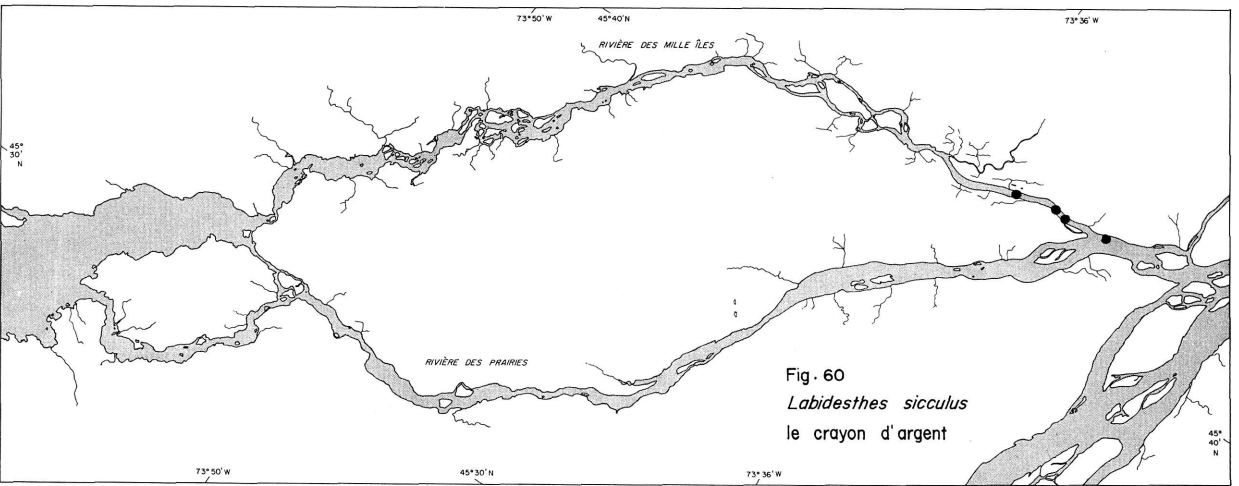 73° 50' W
45° 40' N
73° 36' W
RIVIÈRE DES MILLE ÎLES
45°
30'
N
RIVIÈRE DES PRAIRIES
Fig. 60
Labidesthes sicculus
le crayon d'argent
45°
40'
N
73° 50' W
45° 30' N
73° 36' W